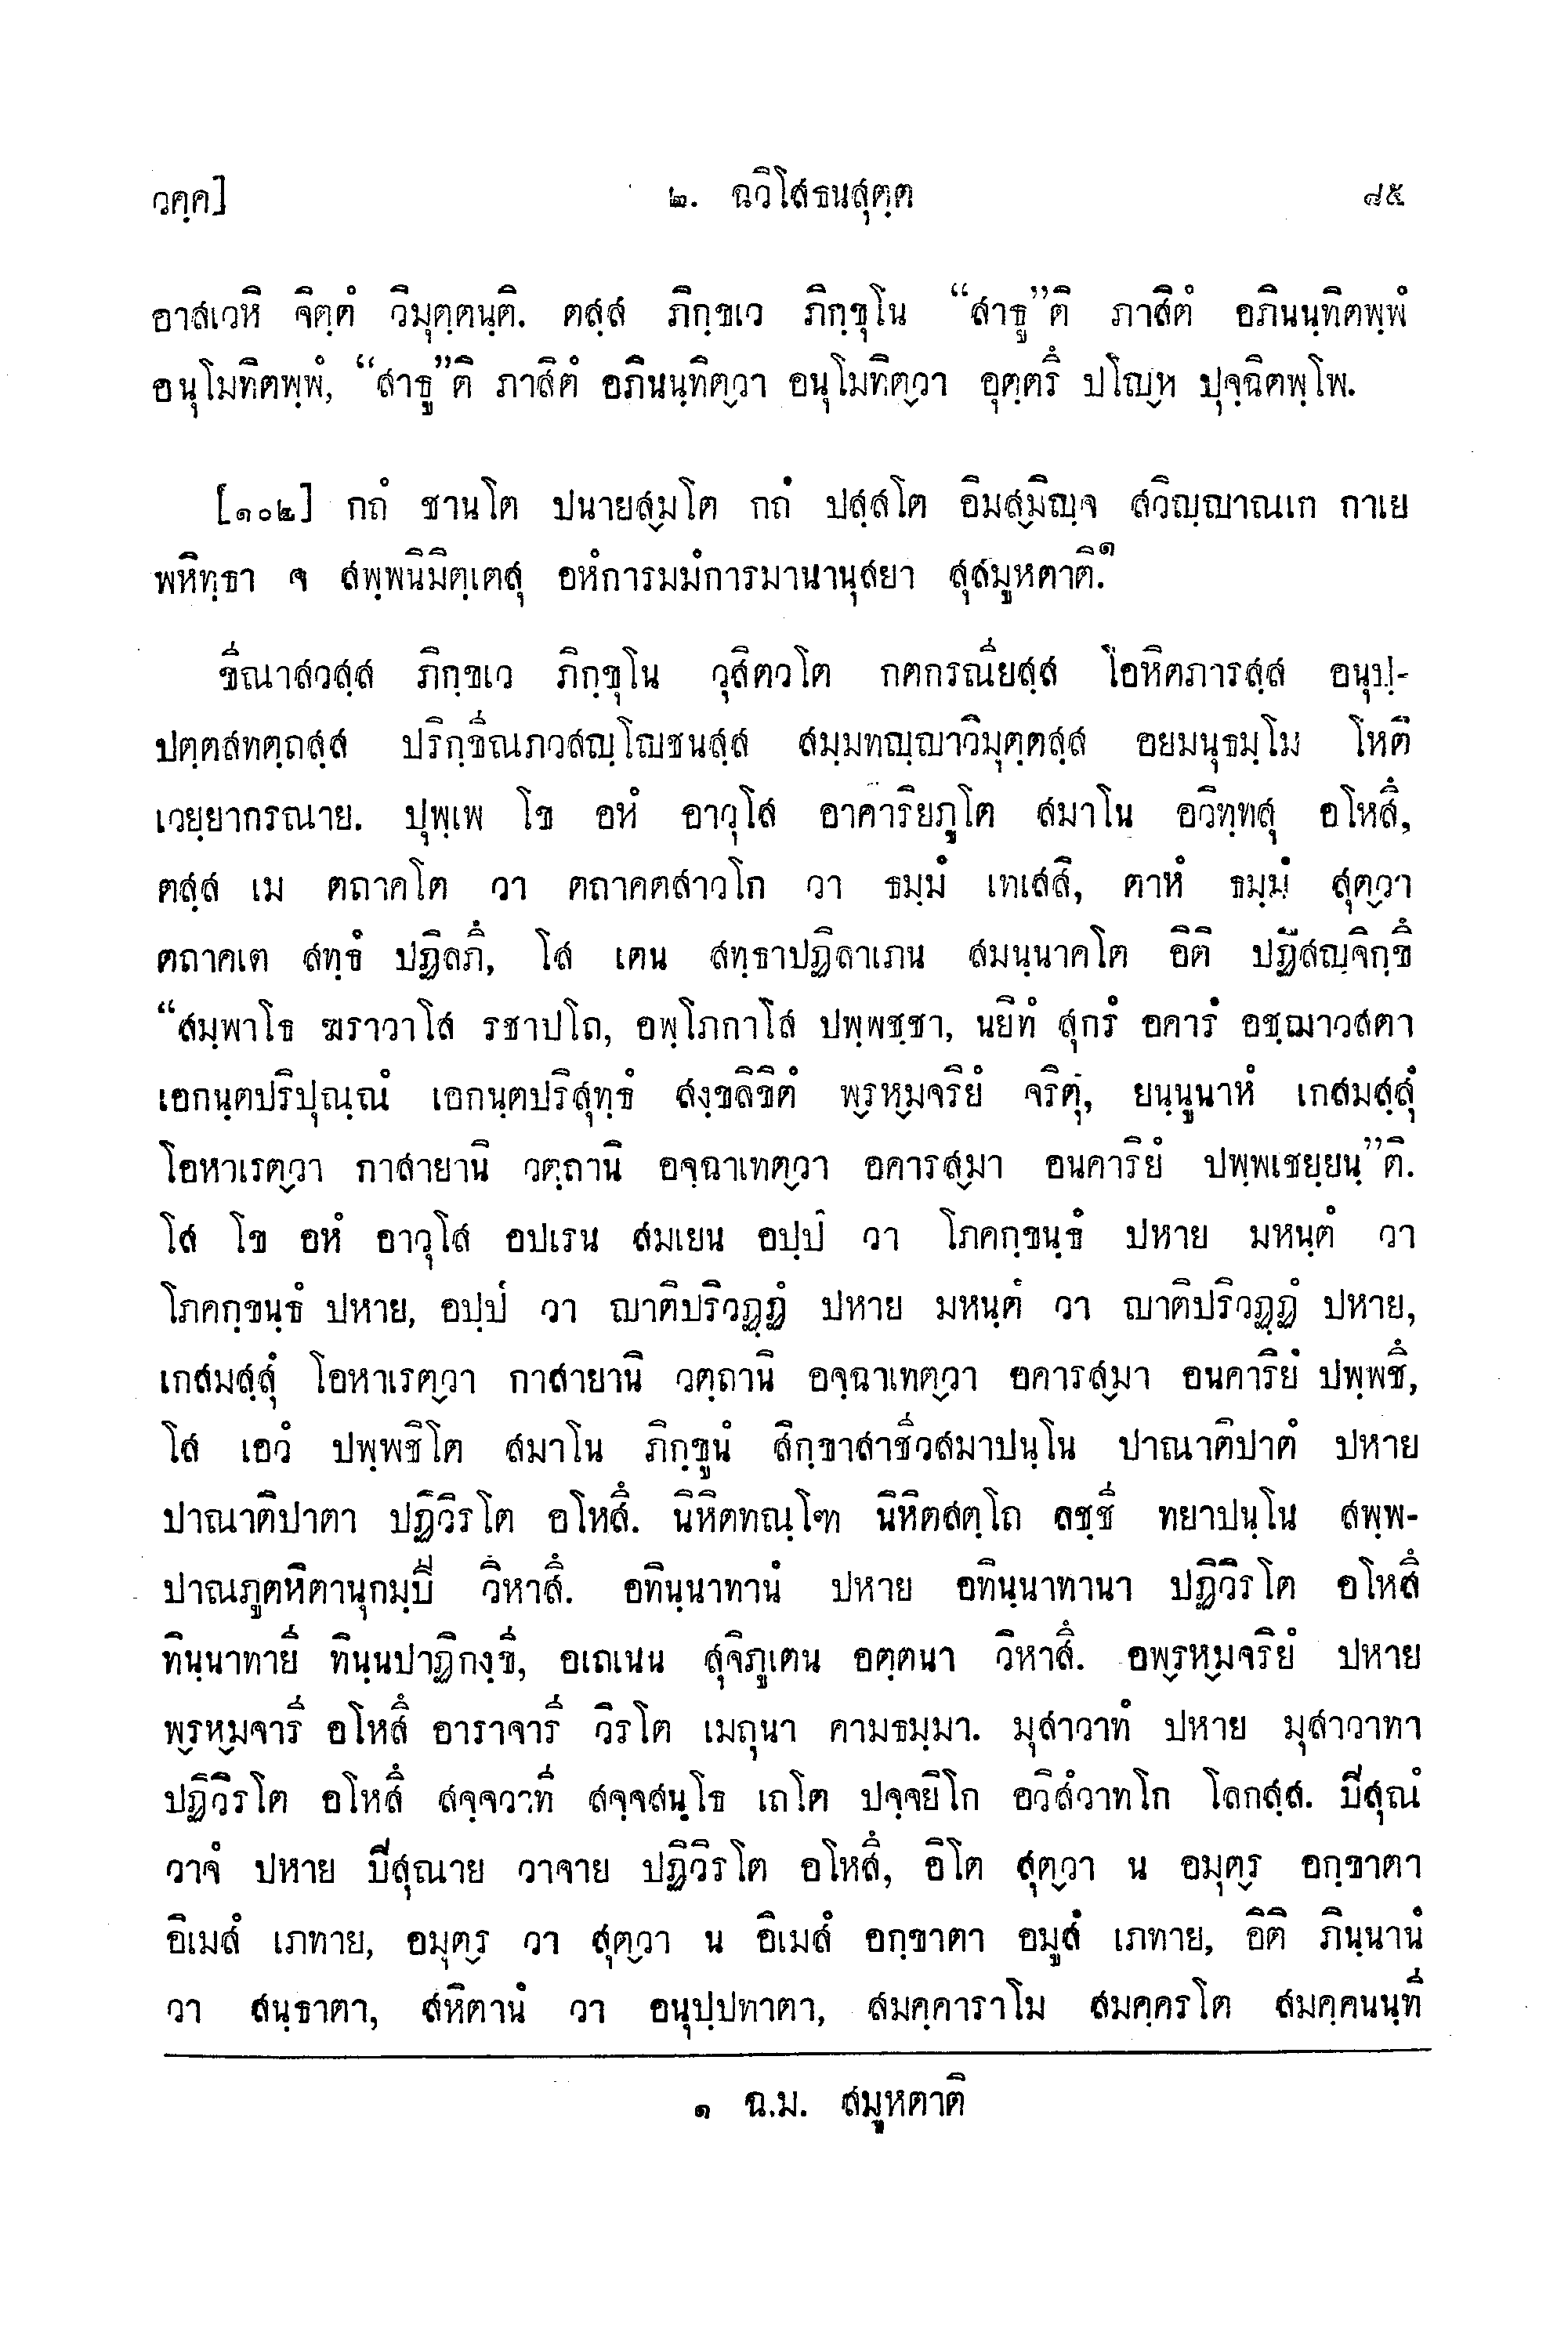 วคฺค]
๒. ฉวิโสธนสุตฺต
๘๕
อาสเวหิ จิตฺตํ วิมุตฺตนฺติ. ตสฺส ภิกฺขเว ภิกฺขุโน “สาธู”ติ ภาสิตํ อภินนฺทิตพฺพํ
อนุโมทิตพฺพํ, “สาธู”ติ ภาสิตํ อภินนฺทิตฺวา อนุโมทิตฺวา อุตฺตรึ ปโญฺห ปุจฺฉิตพฺโพ.
[๑๐๒] กถํ ชานโต ปนายสฺมโต กถํ ปสฺสโต อิมสฺมิญฺจ สวิญฺญาณเก กาเย
พหิทฺธา จ สพฺพนิมิตฺเตสุ อหํการมมํการมานานุสยา สุสมูหตาติ.๑
ขีณาสวสฺส ภิกฺขเว ภิกฺขุโน วุสิตวโต กตกรณียสฺส โอหิตภารสฺส อนุปฺ-
ปตฺตสทตฺถสฺส ปริกฺขีณภวสญฺโญชนสฺส สมฺมทญฺญาวิมุตฺตสฺส อยมนุธมฺโม โหติ
เวยฺยากรณาย. ปุพฺเพ โข อหํ อาวุโส อาคาริยภูโต สมาโน อวิทฺทสุ อโหสึ,
ตสฺส เม ตถาคโต วา ตถาคตสาวโก วา ธมฺมํ เทเสสิ, ตาหํ ธมฺมํ สุตฺวา
ตถาคเต สทฺธํ ปฏิลภึ, โส เตน สทฺธาปฏิลาเภน สมนฺนาคโต อิติ ปฏิสญฺจิกฺขึ
“สมฺพาโธ ฆราวาโส รชาปโถ, อพฺโภกาโส ปพฺพชฺชา, นยิทํ สุกรํ อคารํ อชฺฌาวสตา
เอกนฺตปริปุณฺณํ เอกนฺตปริสุทฺธํ สงฺขลิขิตํ พฺรหฺมจริยํ จริตุํ, ยนฺนูนาหํ เกสมสฺสุํ
โอหาเรตฺวา กาสายานิ วตฺถานิ อจฺฉาเทตฺวา อคารสฺมา อนคาริยํ ปพฺพเชยฺยนฺ”ติ.
โส โข อหํ อาวุโส อปเรน สมเยน อปฺปํ วา โภคกฺขนฺธํ ปหาย มหนฺตํ วา
โภคกฺขนฺธํ ปหาย, อปฺปํ วา ญาติปริวฏฺฏํ ปหาย มหนฺตํ วา ญาติปริวฏฺฏํ ปหาย,
เกสมสฺสุํ โอหาเรตฺวา กาสายานิ วตฺถานิ อจฺฉาเทตฺวา อคารสฺมา อนคาริยํ ปพฺพชึ,
โส เอวํ ปพฺพชิโต สมาโน ภิกฺขูนํ สิกฺขาสาชีวสมาปนฺโน ปาณาติปาตํ ปหาย
ปาณาติปาตา ปฏิวิรโต อโหสึ. นิหิตทณฺโฑ นิหิตสตฺโถ ลชฺชี ทยาปนฺโน สพฺพ-
ปาณภูตหิตานุกมฺปี วิหาสึ. อทินฺนาทานํ ปหาย อทินฺนาทานา ปฏิวิรโต อโหสึ
ทินฺนาทายี ทินฺนปาฏิกงฺขี, อเถเนน สุจิภูเตน อตฺตนา วิหาสึ. อพฺรหฺมจริยํ ปหาย
พฺรหฺมจารี อโหสึ อาราจารี วิรโต เมถุนา คามธมฺมา. มุสาวาทํ ปหาย มุสาวาทา
ปฏิวิรโต อโหสึ สจฺจวาที สจฺจสนฺโธ เถโต ปจฺจยิโก อวิสํวาทโก โลกสฺส. ปิสุณํ
วาจํ ปหาย ปิสุณาย วาจาย ปฏิวิรโต อโหสึ, อิโต สุตฺวา น อมุตฺร อกฺขาตา
อิเมสํ เภทาย, อมุตฺร วา สุตฺวา น อิเมสํ อกฺขาตา อมูสํ เภทาย, อิติ ภินฺนานํ
วา สนฺธาตา, สหิตานํ วา อนุปฺปทาตา, สมคฺคาราโม สมคฺครโต สมคฺคนนฺที
๑ ฉ.ม. สมูหตาติ